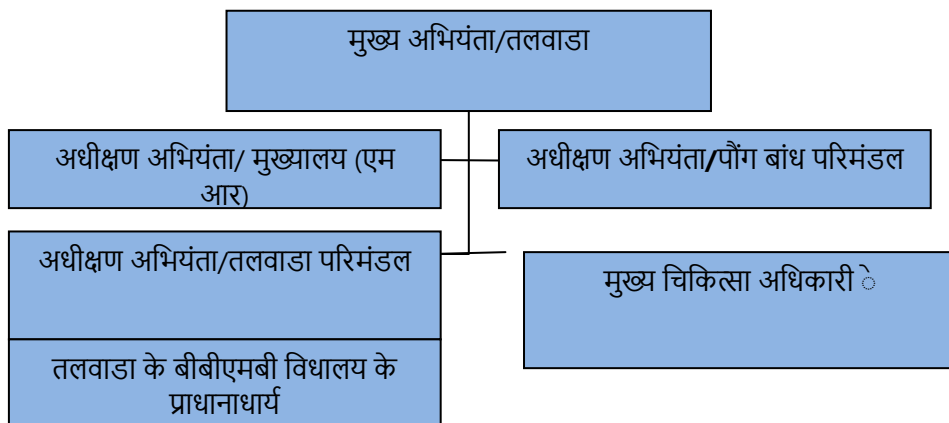 मुख्य अभियंता/तलवाडा
अधीक्षण अभियंता/ मुख्यालय (एम
आर)
अधीक्षण अभियंता/पौंग बांध परिमंडल
अधीक्षण अभियंता/तलवाडा परिमंडल
मुख्य चिकित्सा अधिकारी े
तलवाडा के बीबीएमबी विधालय के
प्राधानाधार्य